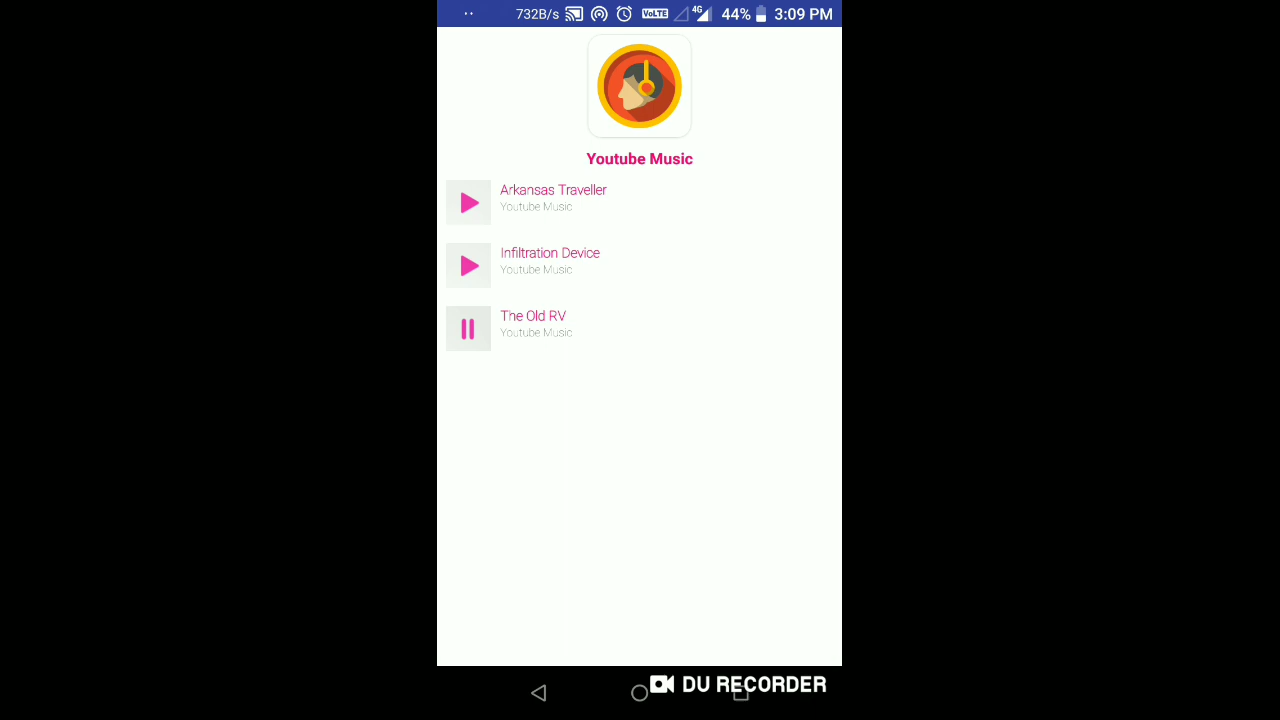 732B/s VoLTE 4G 44% 3:09 PM
Youtube Music
Arkansas Traveller
Youtube Music
Infiltration Device
Youtube Music
The Old RV
Youtube Music
DU RECORDER